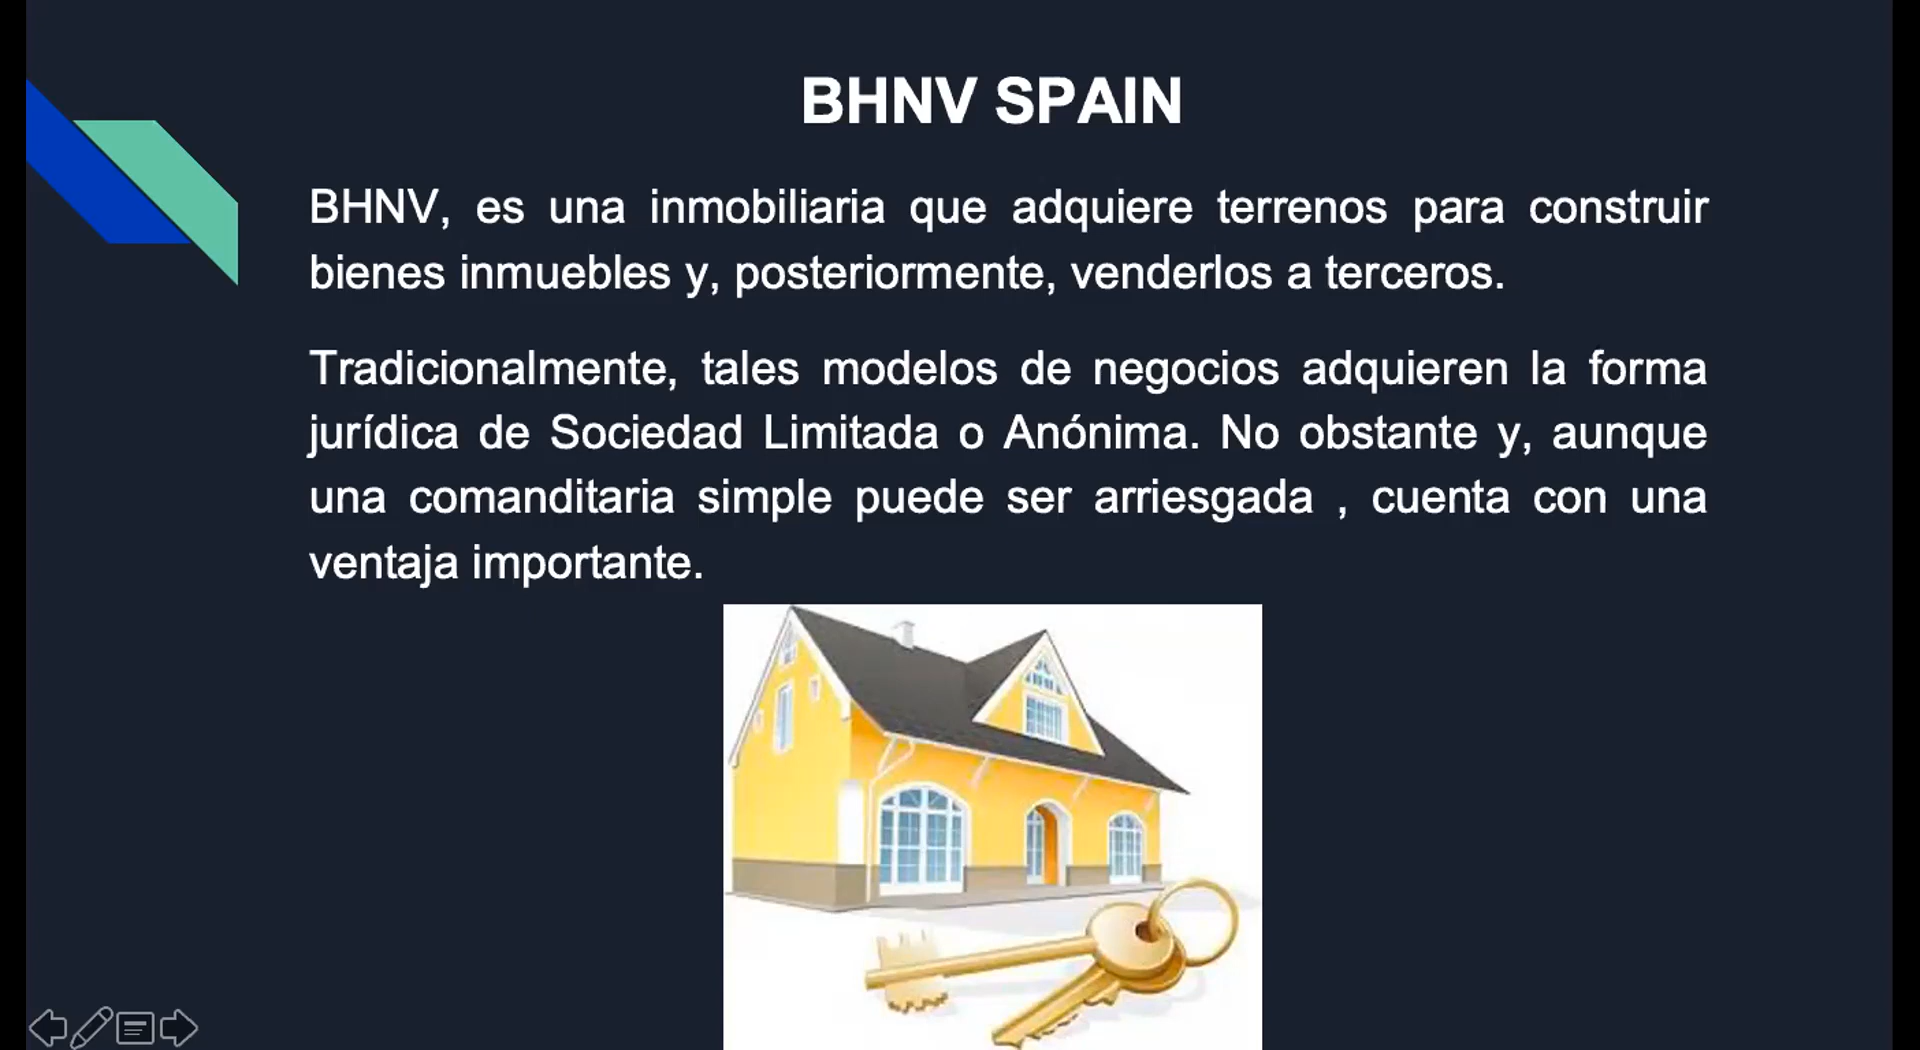 BHNV SPAIN
BHNV, es una inmobiliaria que adquiere terrenos para construir
bienes inmuebles y, posteriormente, venderlos a terceros.
Tradicionalmente, tales modelos de negocios adquieren la forma
jurídica de Sociedad Limitada o Anónima. No obstante y, aunque
una comanditaria simple puede ser arriesgada , cuenta con una
ventaja importante.